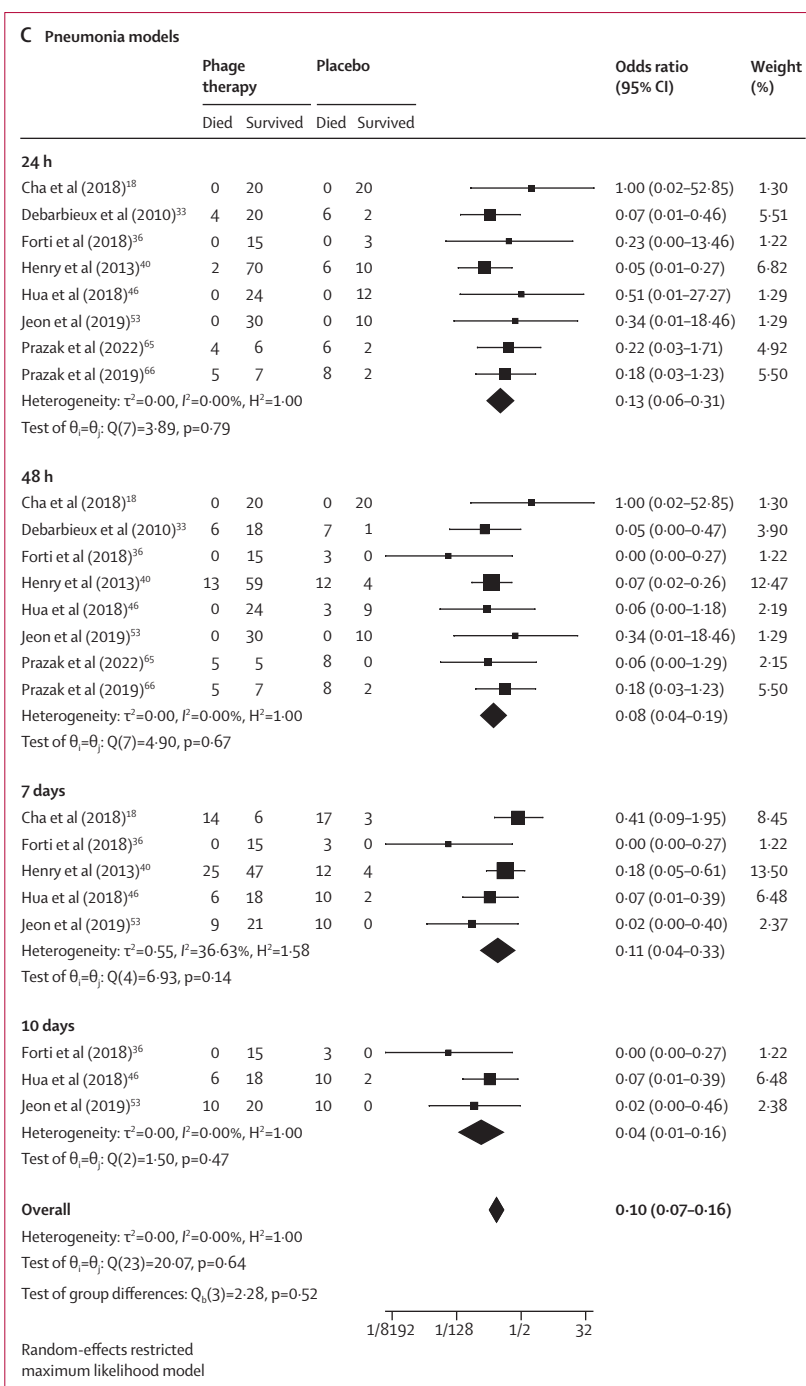 C Pneumonia models
Phage therapy Placebo Odds ratio (95% CI) Weight (%)
Died Survived Died Survived
24 h
Cha et al (2018)¹⁸ 0 20 0 20 1·00 (0·02–52·85) 1·30
Debarbieux et al (2010)³³ 4 20 6 2 0·07 (0·01–0·46) 5·51
Forti et al (2018)³⁶ 0 15 0 3 0·23 (0·00–13·46) 1·22
Henry et al (2013)⁴⁰ 2 70 6 10 0·05 (0·01–0·27) 6·82
Hua et al (2018)⁴⁶ 0 24 0 12 0·51 (0·01–27·27) 1·29
Jeon et al (2019)⁵³ 0 30 0 10 0·34 (0·01–18·46) 1·29
Prazak et al (2022)⁶⁵ 4 6 6 2 0·22 (0·03–1·71) 4·92
Prazak et al (2019)⁶⁶ 5 7 8 2 0·18 (0·03–1·23) 5·50
Heterogeneity: τ²=0·00, I²=0·00%, H²=1·00 0·13 (0·06–0·31)
Test of θᵢ=θⱼ: Q(7)=3·89, p=0·79
48 h
Cha et al (2018)¹⁸ 0 20 0 20 1·00 (0·02–52·85) 1·30
Debarbieux et al (2010)³³ 6 18 7 1 0·05 (0·00–0·47) 3·90
Forti et al (2018)³⁶ 0 15 3 0 0·00 (0·00–0·27) 1·22
Henry et al (2013)⁴⁰ 13 59 12 4 0·07 (0·02–0·26) 12·47
Hua et al (2018)⁴⁶ 0 24 3 9 0·06 (0·00–1·18) 2·19
Jeon et al (2019)⁵³ 0 30 0 10 0·34 (0·01–18·46) 1·29
Prazak et al (2022)⁶⁵ 5 5 8 0 0·06 (0·00–1·29) 2·15
Prazak et al (2019)⁶⁶ 5 7 8 2 0·18 (0·03–1·23) 5·50
Heterogeneity: τ²=0·00, I²=0·00%, H²=1·00 0·08 (0·04–0·19)
Test of θᵢ=θⱼ: Q(7)=4·90, p=0·67
7 days
Cha et al (2018)¹⁸ 14 6 17 3 0·41 (0·09–1·95) 8·45
Forti et al (2018)³⁶ 0 15 3 0 0·00 (0·00–0·27) 1·22
Henry et al (2013)⁴⁰ 25 47 12 4 0·18 (0·05–0·61) 13·50
Hua et al (2018)⁴⁶ 6 18 10 2 0·07 (0·01–0·39) 6·48
Jeon et al (2019)⁵³ 9 21 10 0 0·02 (0·00–0·40) 2·37
Heterogeneity: τ²=0·55, I²=36·63%, H²=1·58 0·11 (0·04–0·33)
Test of θᵢ=θⱼ: Q(4)=6·93, p=0·14
10 days
Forti et al (2018)³⁶ 0 15 3 0 0·00 (0·00–0·27) 1·22
Hua et al (2018)⁴⁶ 6 18 10 2 0·07 (0·01–0·39) 6·48
Jeon et al (2019)⁵³ 10 20 10 0 0·02 (0·00–0·46) 2·38
Heterogeneity: τ²=0·00, I²=0·00%, H²=1·00 0·04 (0·01–0·16)
Test of θᵢ=θⱼ: Q(2)=1·50, p=0·47
Overall 0·10 (0·07–0·16)
Heterogeneity: τ²=0·00, I²=0·00%, H²=1·00
Test of θᵢ=θⱼ: Q(23)=20·07, p=0·64
Test of group differences: Q_b(3)=2·28, p=0·52
1/8192 1/128 1/2 32
Random-effects restricted
maximum likelihood model